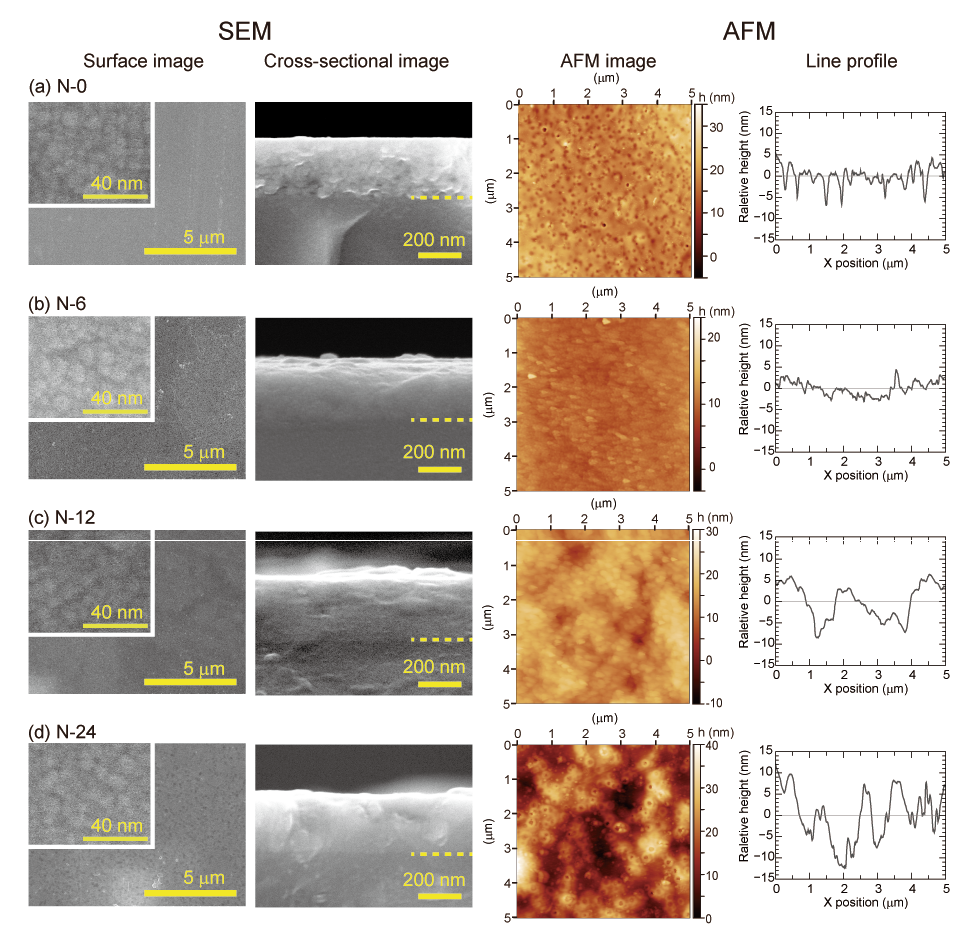 SEM AFM
Surface image Cross-sectional image AFM image Line profile
(a) N-0
40 nm
5 μm
200 nm
(μm)
0 1 2 3 4 5 h (nm)
0
1
2
3
4
5
(μm)
30
20
10
0
Raletive height (nm)
15
10
5
0
−5
−10
−15
0 1 2 3 4 5
X position (μm)
(b) N-6
40 nm
5 μm
200 nm
(μm)
0 1 2 3 4 5 h (nm)
0
1
2
3
4
5
(μm)
20
10
0
Raletive height (nm)
15
10
5
0
−5
−10
−15
0 1 2 3 4 5
X position (μm)
(c) N-12
40 nm
5 μm
200 nm
(μm)
0 1 2 3 4 5 h (nm)
0
1
2
3
4
5
(μm)
30
20
10
0
-10
Raletive height (nm)
15
10
5
0
−5
−10
−15
0 1 2 3 4 5
X position (μm)
(d) N-24
40 nm
5 μm
200 nm
(μm)
0 1 2 3 4 5 h (nm)
0
1
2
3
4
5
(μm)
40
30
20
10
0
Raletive height (nm)
15
10
5
0
−5
−10
−15
0 1 2 3 4 5
X position (μm)